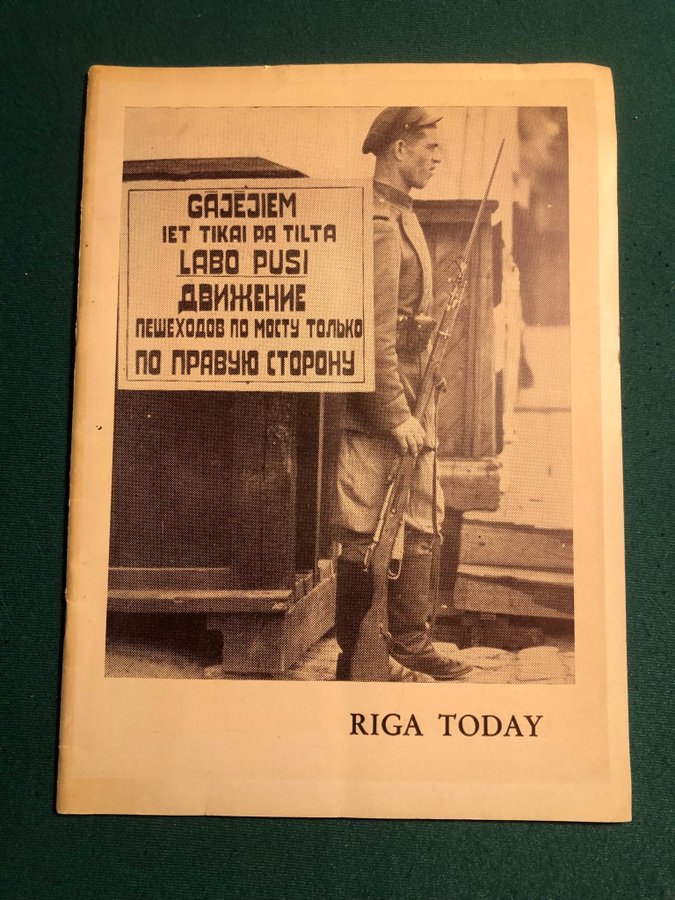 GĀJĒJIEM
IET TIKAI PA TILTA
LABO PUSI
ДВИЖЕНИЕ
ПЕШЕХОДОВ ПО МОСТУ ТОЛЬКО
ПО ПРАВУЮ СТОРОНУ
RIGA TODAY